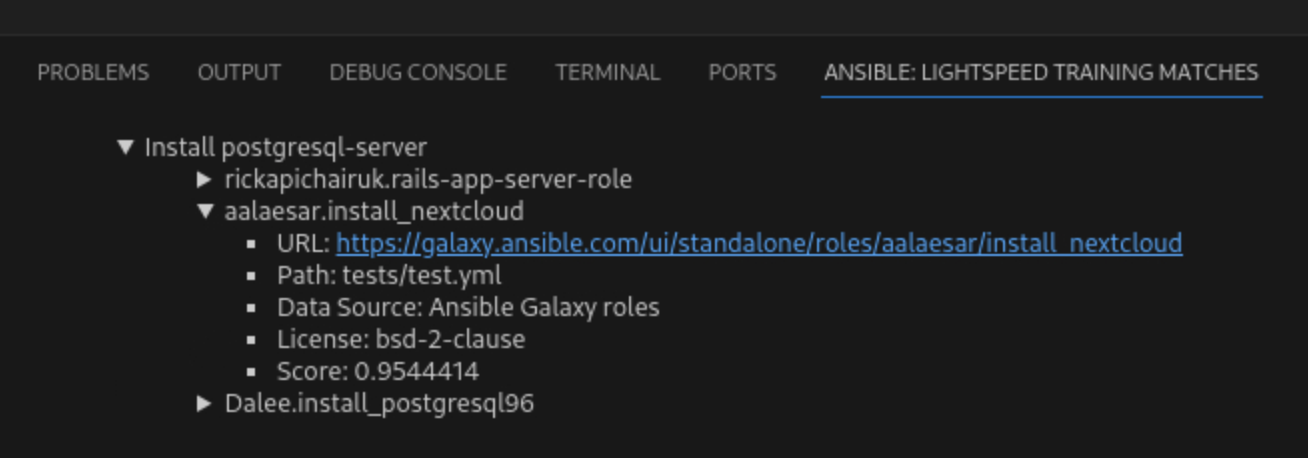 PROBLEMS OUTPUT DEBUG CONSOLE TERMINAL PORTS ANSIBLE: LIGHTSPEED TRAINING MATCHES
Install postgresql-server
rickapichairuk.rails-app-server-role
aalaesar.install_nextcloud
URL: https://galaxy.ansible.com/ui/standalone/roles/aalaesar/install_nextcloud
Path: tests/test.yml
Data Source: Ansible Galaxy roles
License: bsd-2-clause
Score: 0.9544414
Dalee.install_postgresql96